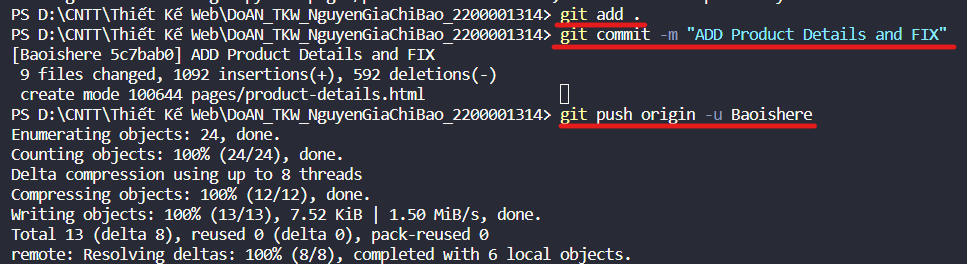 PS D:\CNTT\Thiết Kế Web\DoAN_TKW_NguyenGiaChiBao_2200001314> git add .
PS D:\CNTT\Thiết Kế Web\DoAN_TKW_NguyenGiaChiBao_2200001314> git commit -m "ADD Product Details and FIX"
[Baoishere 5c7bab0] ADD Product Details and FIX
 9 files changed, 1092 insertions(+), 592 deletions(-)
 create mode 100644 pages/product-details.html
PS D:\CNTT\Thiết Kế Web\DoAN_TKW_NguyenGiaChiBao_2200001314> git push origin -u Baoishere
Enumerating objects: 24, done.
Counting objects: 100% (24/24), done.
Delta compression using up to 8 threads
Compressing objects: 100% (12/12), done.
Writing objects: 100% (13/13), 7.52 KiB | 1.50 MiB/s, done.
Total 13 (delta 8), reused 0 (delta 0), pack-reused 0
remote: Resolving deltas: 100% (8/8), completed with 6 local objects.